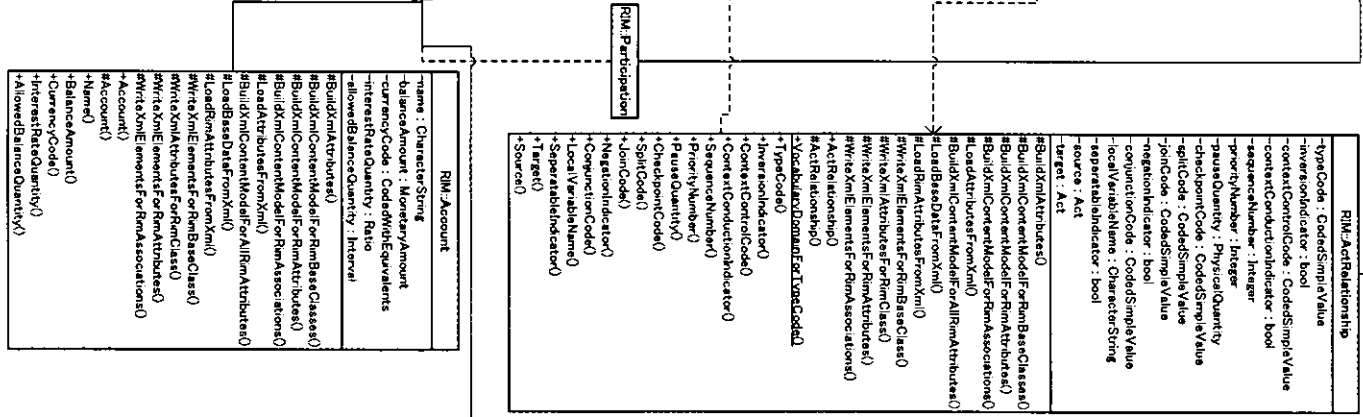 RIM::ActRelationship
-typeCode : CodedSimpleValue
-inversionIndicator : bool
-contextControlCode : CodedSimpleValue
-contextConductionIndicator : bool
-sequenceNumber : Integer
-priorityNumber : Integer
-pauseQuantity : PhysicalQuantity
-checkpointCode : CodedSimpleValue
-splitCode : CodedSimpleValue
-joinCode : CodedSimpleValue
-negationIndicator : bool
-conjunctionCode : CodedSimpleValue
-localVariableName : CharacterString
-seperatableIndicator : bool
-source : Act
-target : Act
#BuildXmlAttributes()
#BuildXmlContentModelForRimBaseClasses()
#BuildXmlContentModelForRimAttributes()
#BuildXmlContentModelForRimAssociations()
#LoadAttributesFromXml()
#BuildXmlContentModelForAllRimAttributes()
#LoadBaseDataFromXml()
#LoadRimAttributesFromXml()
#WriteXmlElementsForRimBaseClass()
#WriteXmlAttributesForRimClass()
#WriteXmlElementsForRimAttributes()
#WriteXmlElementsForRimAssociations()
+ActRelationship()
#ActRelationship()
+VocabularyDomainForTypeCode()
+TypeCode()
+InversionIndicator()
+ContextControlCode()
+ContextConductionIndicator()
+SequenceNumber()
+PriorityNumber()
+PauseQuantity()
+CheckpointCode()
+SplitCode()
+JoinCode()
+NegationIndicator()
+ConjunctionCode()
+LocalVariableName()
+SeperatableIndicator()
+Target()
+Source()
RIM::Participation
RIM::Account
-name : CharacterString
-balanceAmount : MonetaryAmount
-currencyCode : CodedWithEquivalents
-interestRateQuantity : Ratio
-allowedBalanceQuantity : Interval
#BuildXmlAttributes()
#BuildXmlContentModelForRimBaseClasses()
#BuildXmlContentModelForRimAttributes()
#BuildXmlContentModelForRimAssociations()
#LoadAttributesFromXml()
#BuildXmlContentModelForAllRimAttributes()
#LoadBaseDateFromXml()
#LoadRimAttributesFromXml()
#WriteXmlElementsForRimBaseClass()
#WriteXmlAttributesForRimClass()
#WriteXmlElementsForRimAttributes()
#WriteXmlElementsForRimAssociations()
+Account()
#Account()
+Name()
+BalanceAmount()
+CurrencyCode()
+InterestRateQuantity()
+AllowedBalanceQuantity()